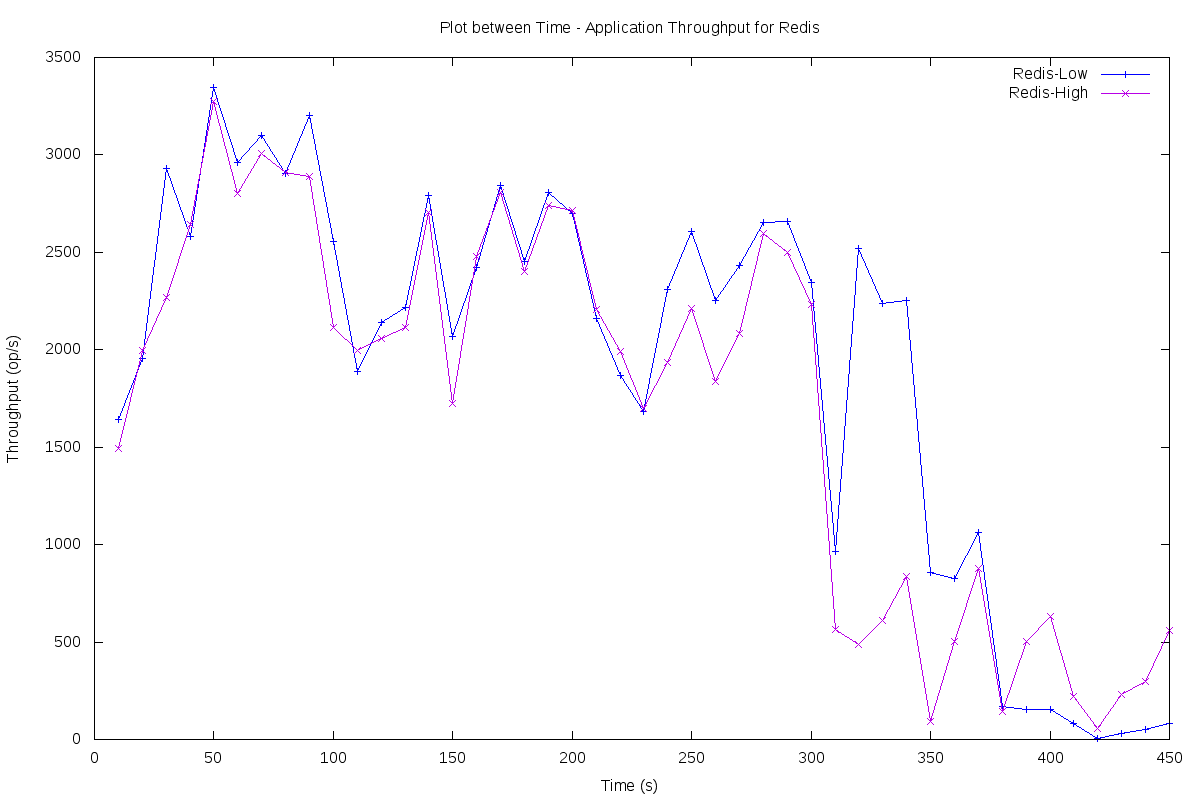 Plot between Time - Application Throughput for Redis
3500
3000
2500
2000
1500
1000
500
0
Throughput (op/s)
Redis-Low
Redis-High
0 50 100 150 200 250 300 350 400 450
Time (s)